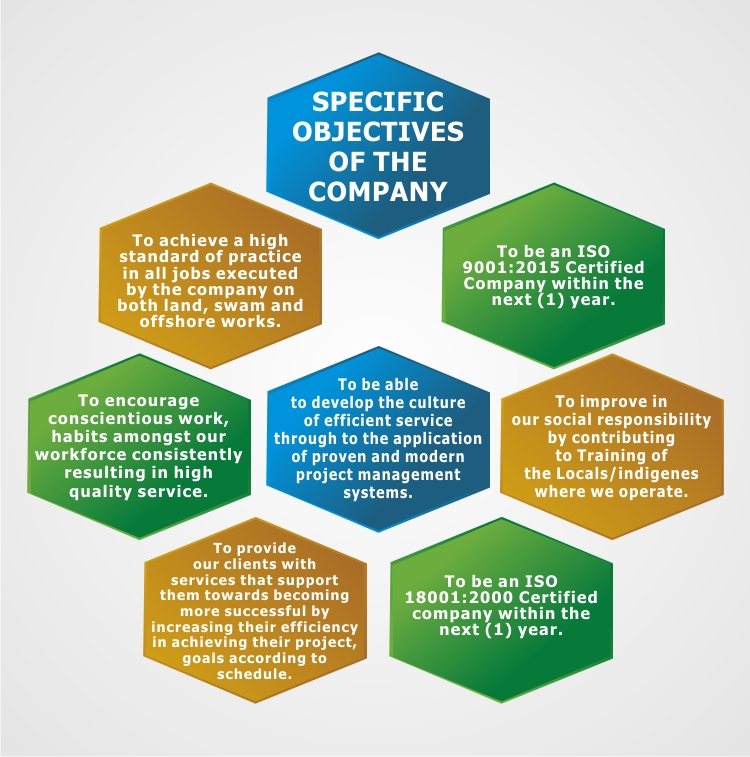 SPECIFIC
OBJECTIVES
OF THE
COMPANY
To achieve a high
standard of practice
in all jobs executed
by the company on
both land, swam and
offshore works.
To be an ISO
9001:2015 Certified
Company within the
next (1) year.
To encourage
conscientious work,
habits amongst our
workforce consistently
resulting in high
quality service.
To be able
to develop the culture
of efficient service
through to the application
of proven and modern
project management
systems.
To improve in
our social responsibility
by contributing
to Training of
the Locals/indigenes
where we operate.
To provide
our clients with
services that support
them towards becoming
more successful by
increasing their efficiency
in achieving their project,
goals according to
schedule.
To be an ISO
18001:2000 Certified
company within the
next (1) year.